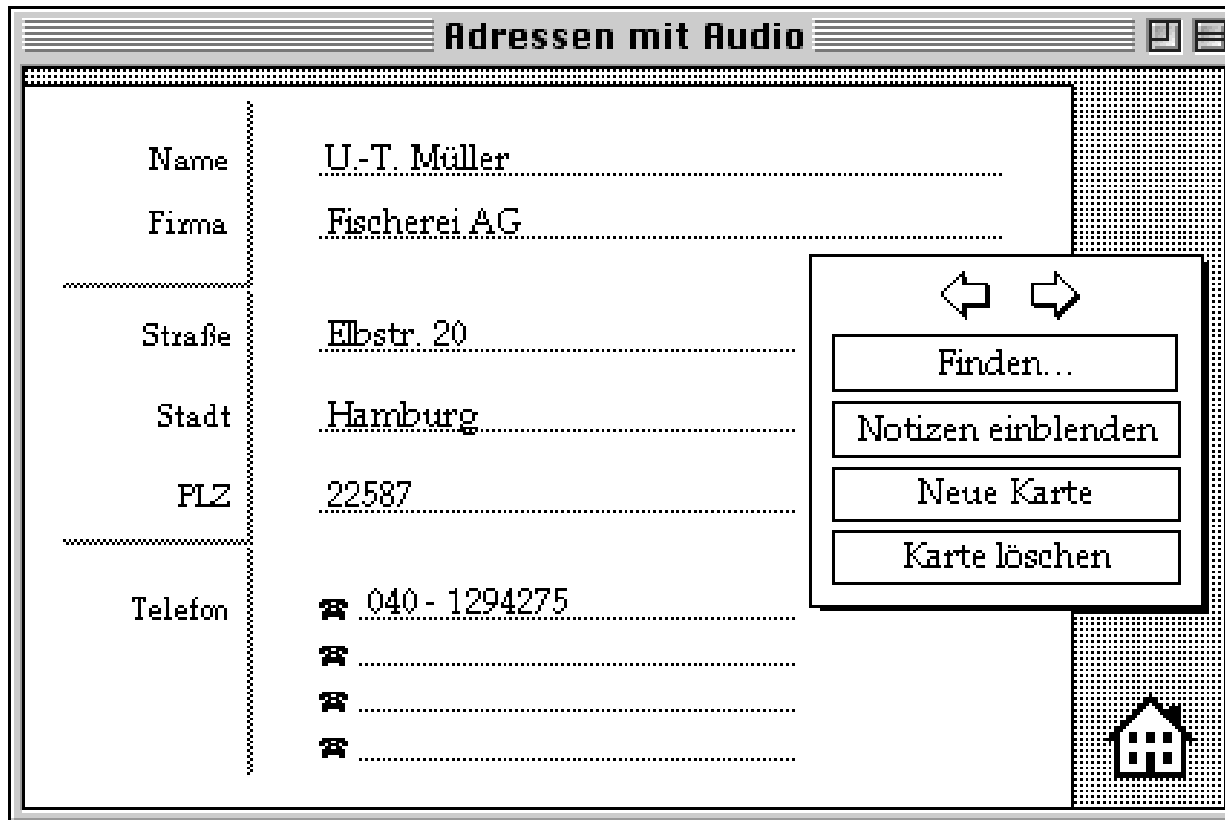 Adressen mit Audio
Name U.-T. Müller
Firma Fischerei AG
Straße Elbstr. 20
Stadt Hamburg
PLZ 22587
Telefon 040 - 1294275
Finden...
Notizen einblenden
Neue Karte
Karte löschen